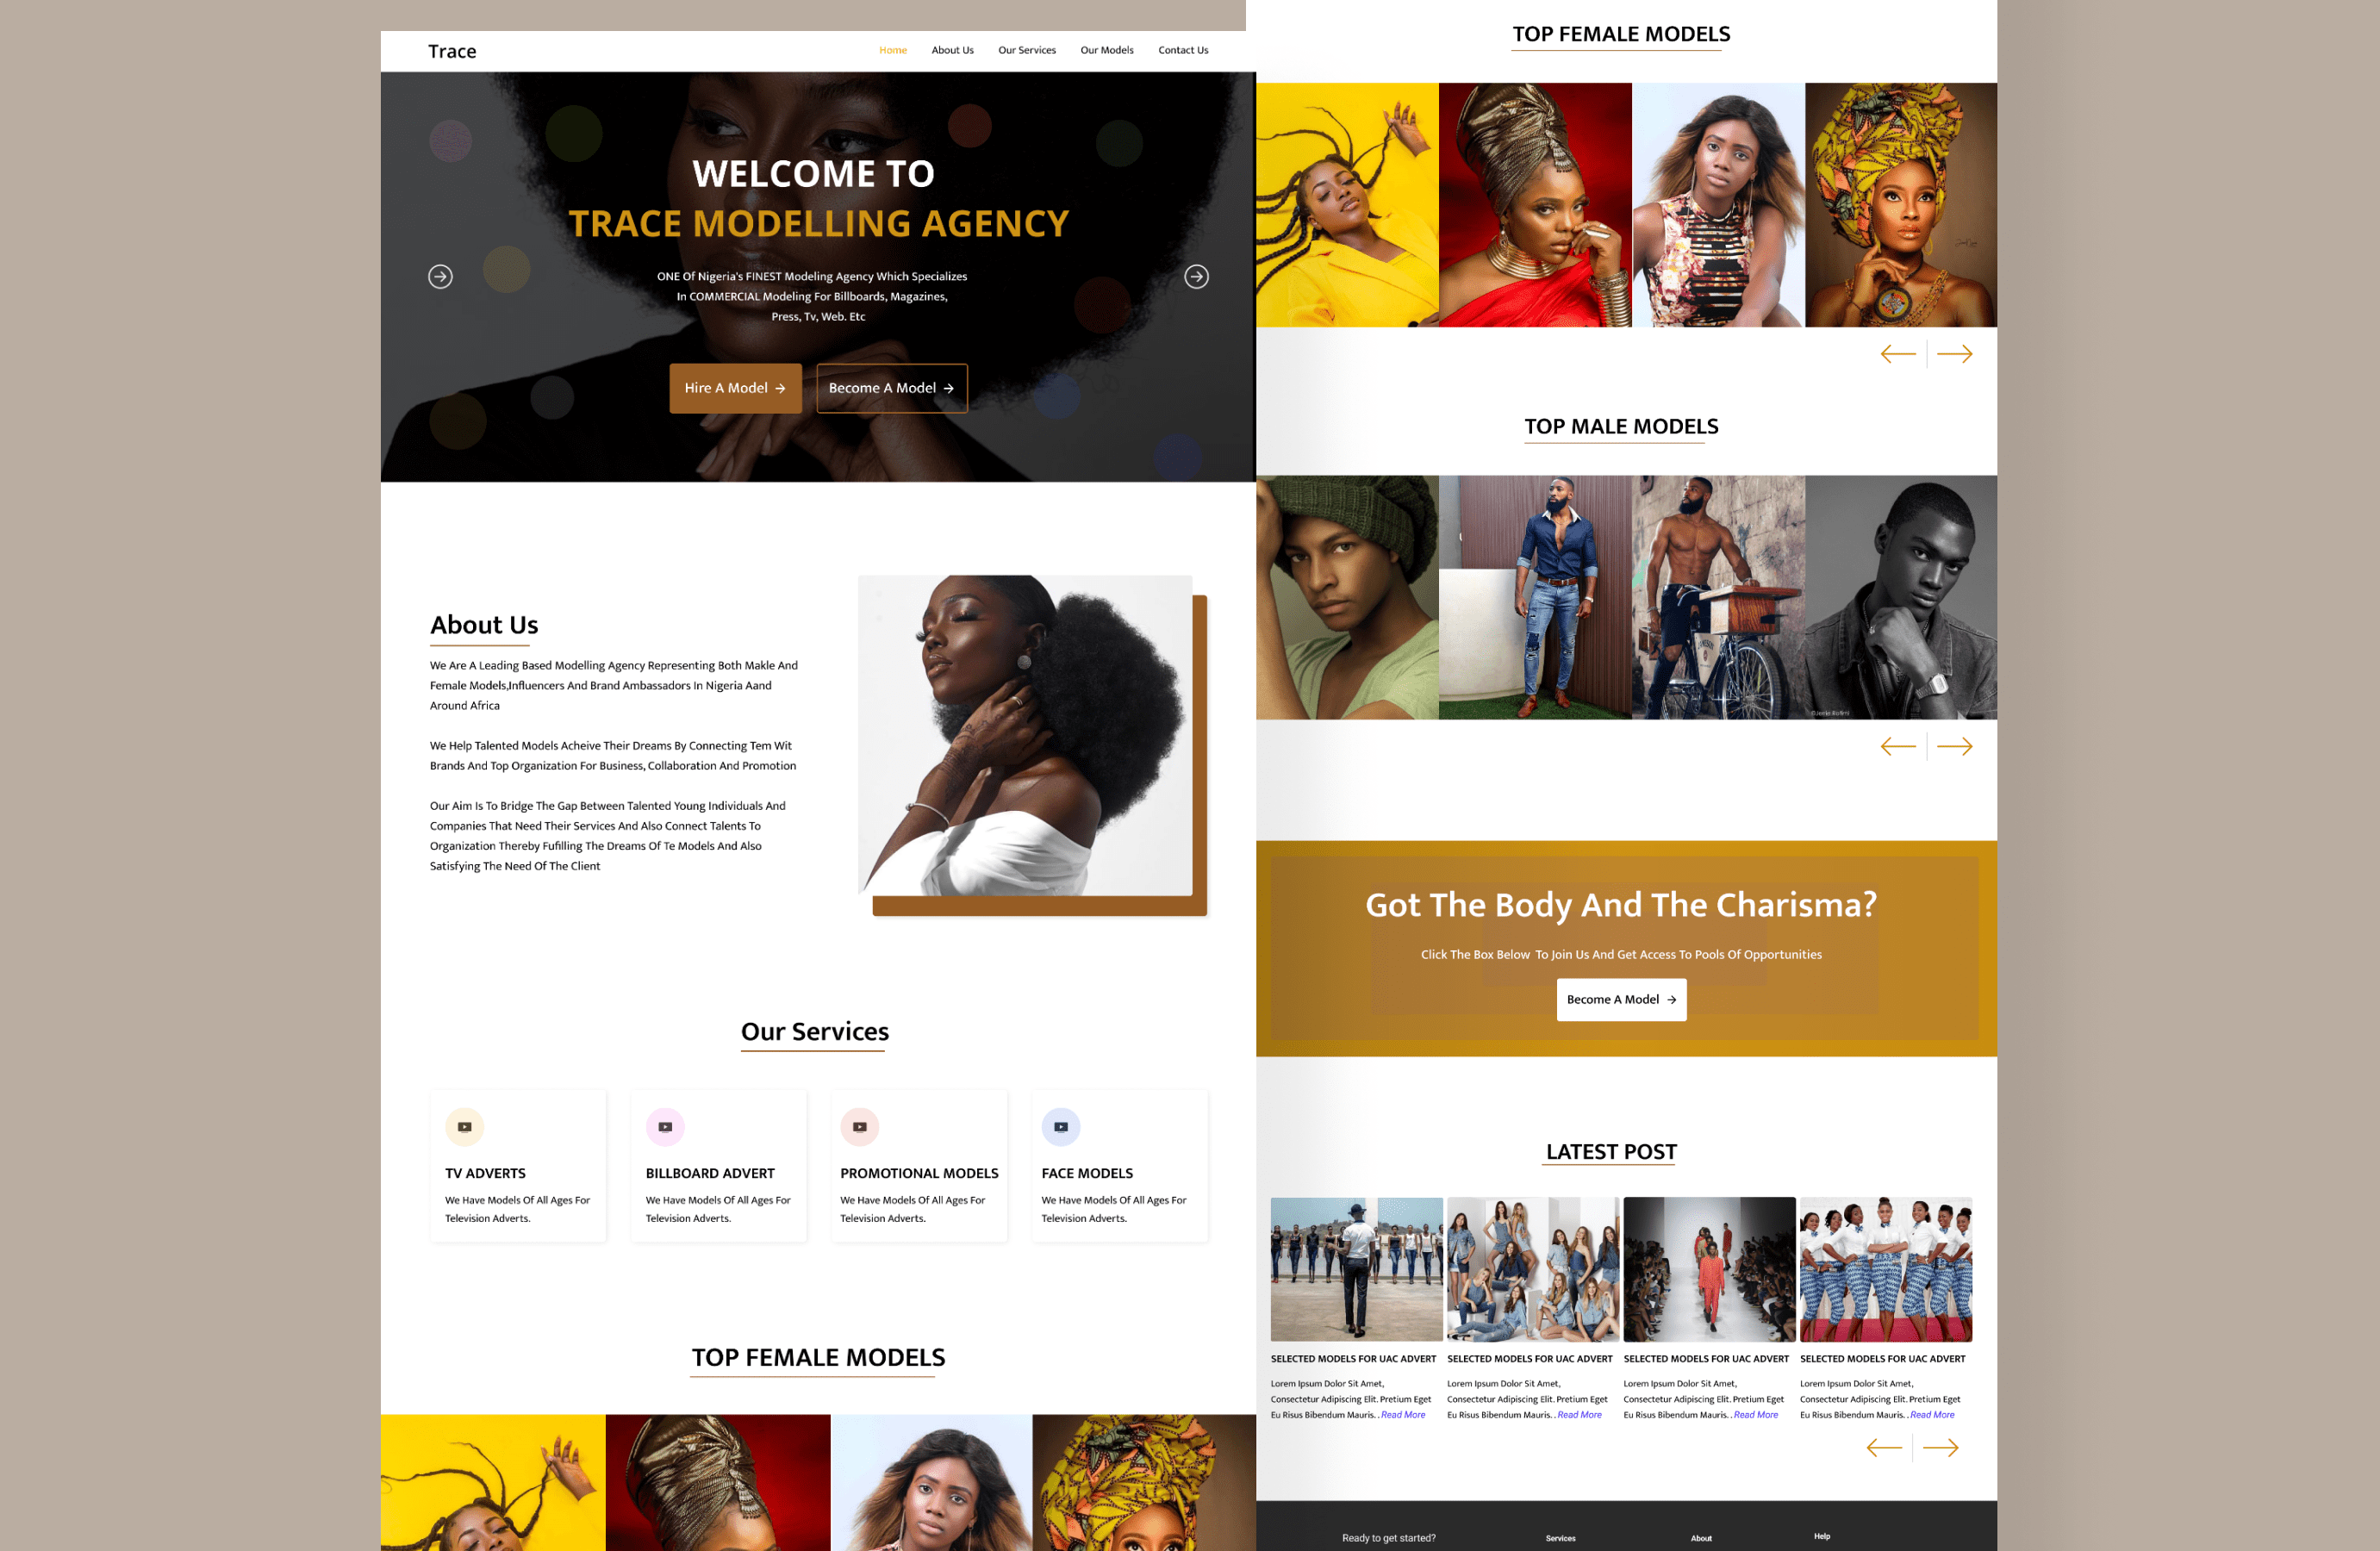 Trace
Home
About Us
Our Services
Our Models
Contact Us
WELCOME TO
TRACE MODELLING AGENCY
ONE Of Nigeria's FINEST Modeling Agency Which Specializes
In COMMERCIAL Modeling For Billboards, Magazines,
Press, Tv, Web. Etc
Hire A Model
Become A Model
About Us
We Are A Leading Based Modelling Agency Representing Both Makle And
Female Models,Influencers And Brand Ambassadors In Nigeria Aand
Around Africa
We Help Talented Models Acheive Their Dreams By Connecting Tem Wit
Brands And Top Organization For Business, Collaboration And Promotion
Our Aim Is To Bridge The Gap Between Talented Young Individuals And
Companies That Need Their Services And Also Connect Talents To
Organization Thereby Fufilling The Dreams Of Te Models And Also
Satisfying The Need Of The Client
Our Services
TV ADVERTS
We Have Models Of All Ages For
Television Adverts.
BILLBOARD ADVERT
We Have Models Of All Ages For
Television Adverts.
PROMOTIONAL MODELS
We Have Models Of All Ages For
Television Adverts.
FACE MODELS
We Have Models Of All Ages For
Television Adverts.
TOP FEMALE MODELS
TOP FEMALE MODELS
TOP MALE MODELS
Got The Body And The Charisma?
Click The Box Below To Join Us And Get Access To Pools Of Opportunities
Become A Model
LATEST POST
SELECTED MODELS FOR UAC ADVERT
Lorem Ipsum Dolor Sit Amet,
Consectetur Adipiscing Elit. Pretium Eget
Eu Risus Bibendum Mauris. . Read More
SELECTED MODELS FOR UAC ADVERT
Lorem Ipsum Dolor Sit Amet,
Consectetur Adipiscing Elit. Pretium Eget
Eu Risus Bibendum Mauris. . Read More
SELECTED MODELS FOR UAC ADVERT
Lorem Ipsum Dolor Sit Amet,
Consectetur Adipiscing Elit. Pretium Eget
Eu Risus Bibendum Mauris. . Read More
SELECTED MODELS FOR UAC ADVERT
Lorem Ipsum Dolor Sit Amet,
Consectetur Adipiscing Elit. Pretium Eget
Eu Risus Bibendum Mauris. . Read More
Ready to get started?
Services
About
Help